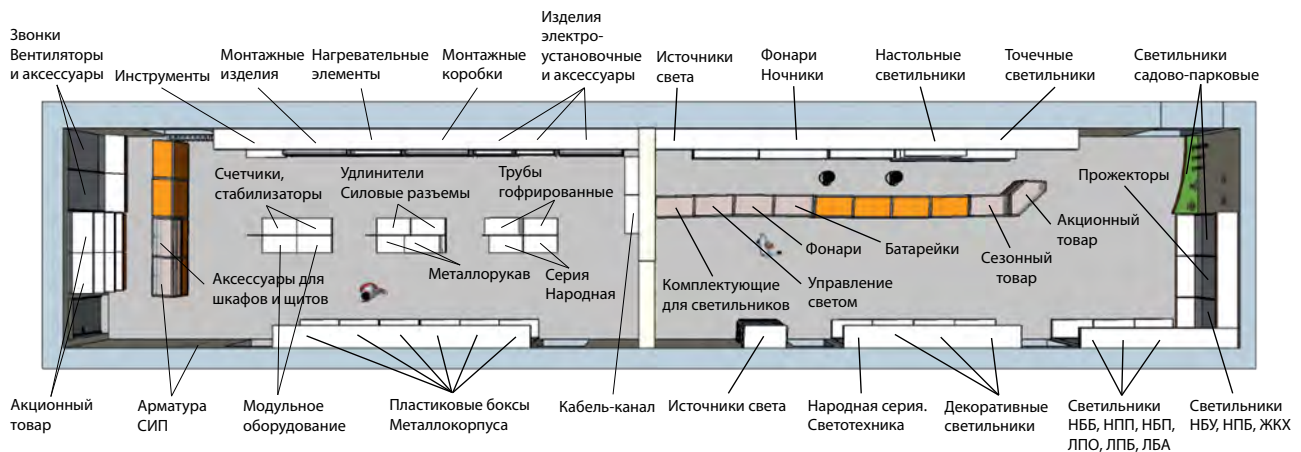 Звонки
Вентиляторы
и аксессуары
Инструменты
Монтажные
изделия
Нагревательные
элементы
Монтажные
коробки
Изделия
электро-
установочные
и аксессуары
Источники
света
Фонари
Ночники
Настольные
светильники
Точечные
светильники
Светильники
садово-парковые
Счетчики,
стабилизаторы
Удлинители
Силовые разъемы
Трубы
гофрированные
Прожекторы
Акционный
товар
Аксессуары для
шкафов и щитов
Металлорукав
Серия
Народная
Комплектующие
для светильников
Фонари
Управление
светом
Батарейки
Сезонный
товар
Акционный
товар
Арматура
СИП
Модульное
оборудование
Пластиковые боксы
Металлокорпуса
Кабель-канал
Источники света
Народная серия.
Светотехника
Декоративные
светильники
Светильники
НББ, НПП, НБП,
ЛПО, ЛПБ, ЛБА
Светильники
НБУ, НПБ, ЖКХ